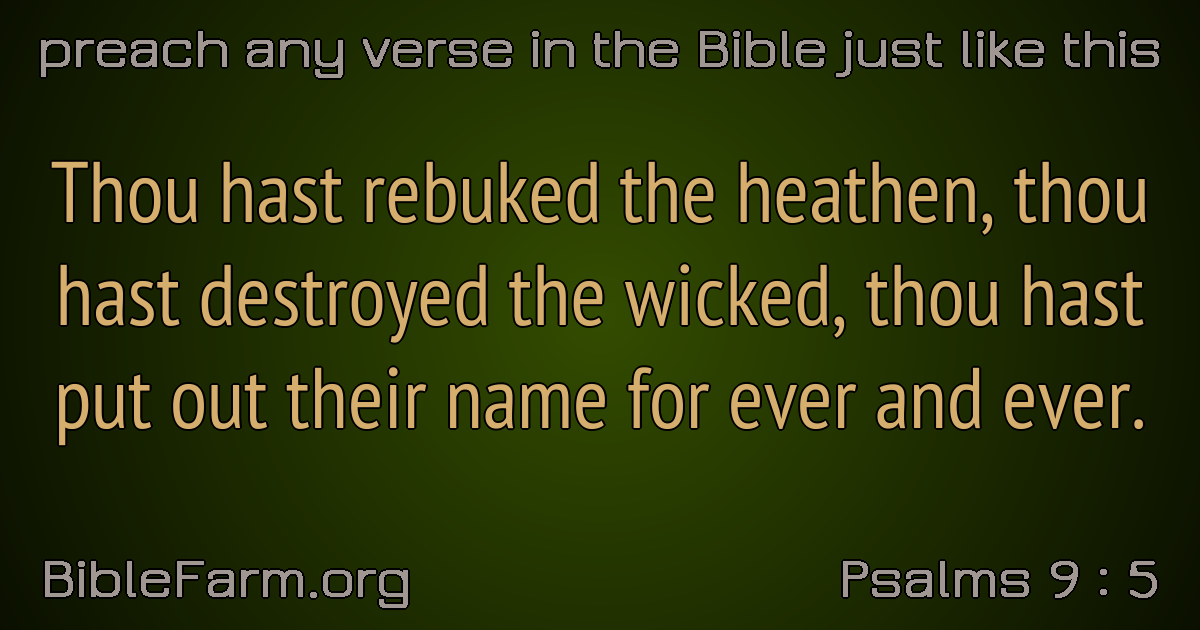 preach any verse in the Bible just like this
Thou hast rebuked the heathen, thou
hast destroyed the wicked, thou hast
put out their name for ever and ever.
BibleFarm.org
Psalms 9 : 5